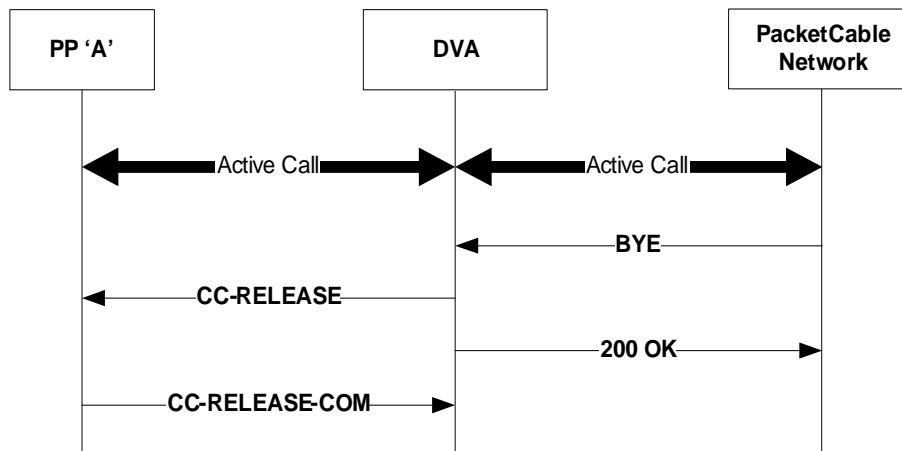 PP ‘A’
DVA
PacketCable
Network
Active Call
Active Call
BYE
CC-RELEASE
200 OK
CC-RELEASE-COM